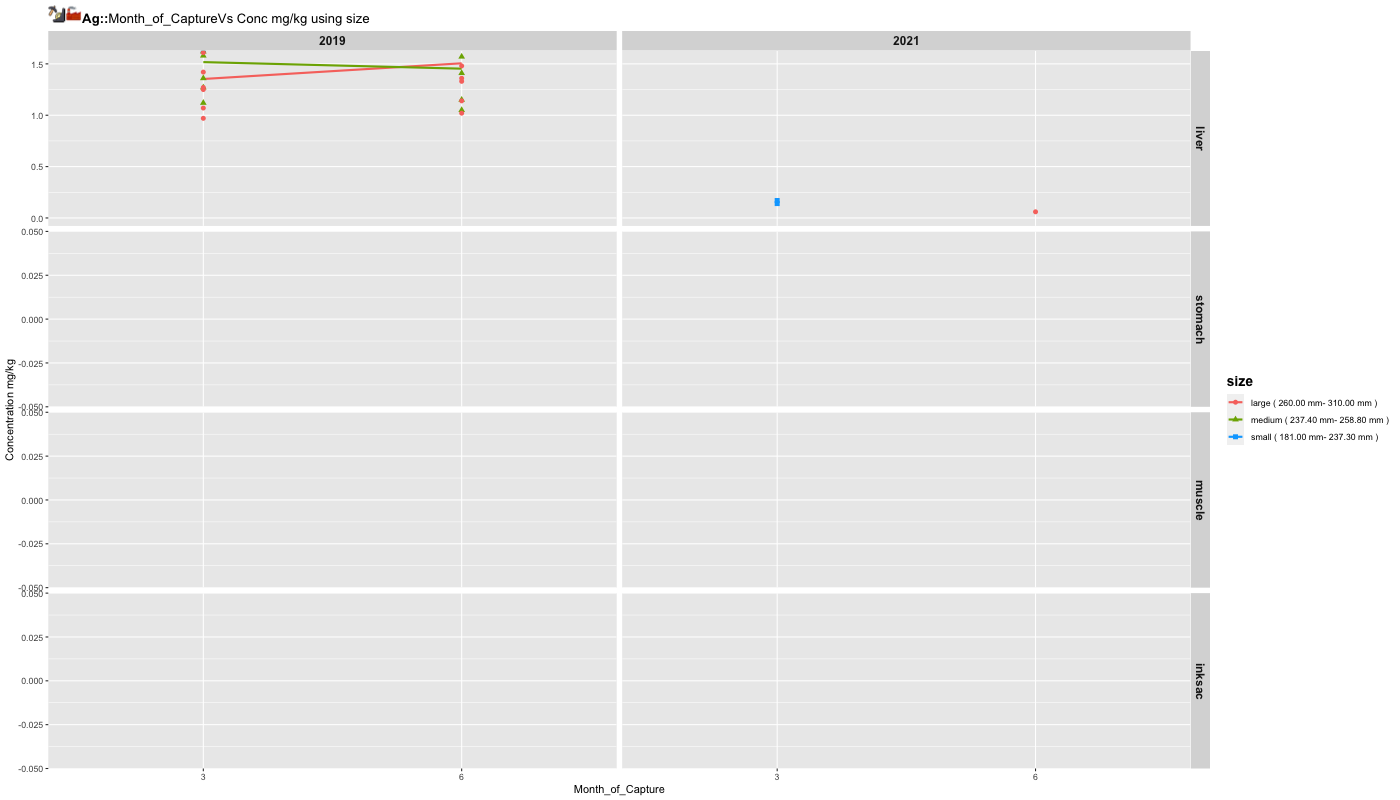 Ag::Month_of_CaptureVs Conc mg/kg using size
2019
2021
1.5
1.0
0.5
0.0
liver
0.050
0.025
0.000
-0.025
-0.050
stomach
0.050
0.025
0.000
-0.025
-0.050
muscle
0.050
0.025
0.000
-0.025
-0.050
inksac
3
6
3
6
Month_of_Capture
Concentration mg/kg
size
large ( 260.00 mm- 310.00 mm )
medium ( 237.40 mm- 258.80 mm )
small ( 181.00 mm- 237.30 mm )